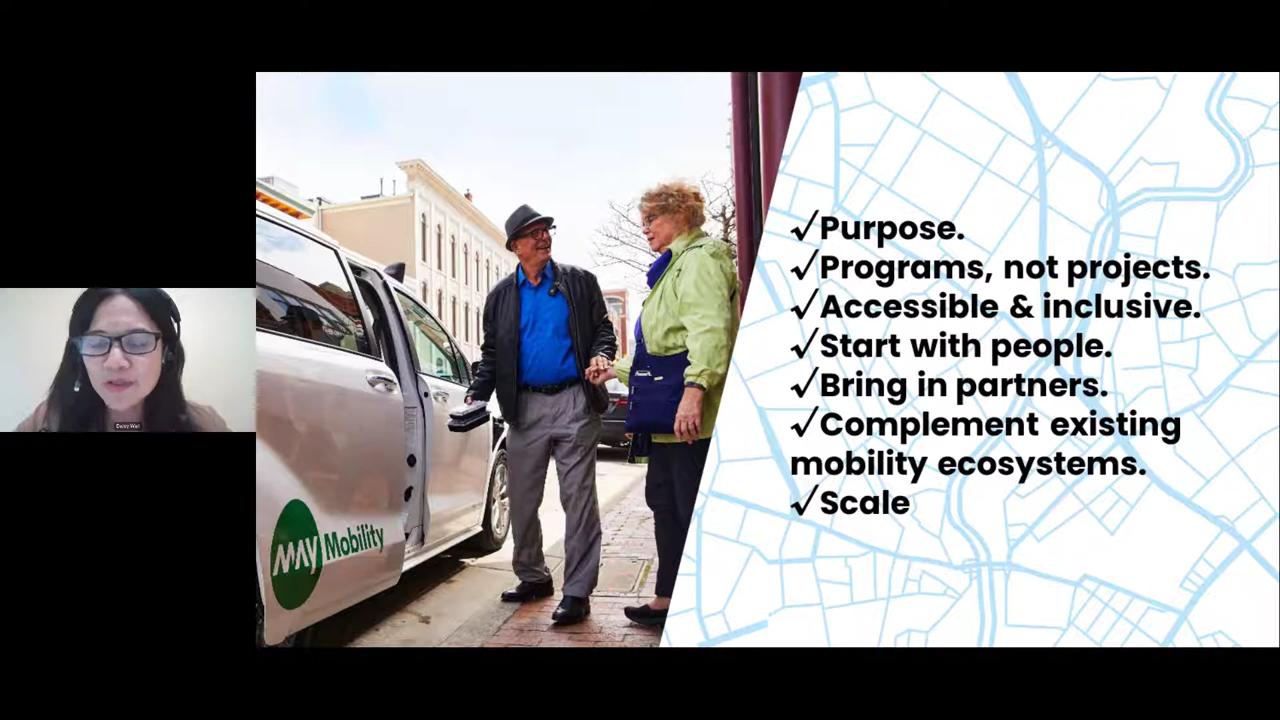 √Purpose.
√Programs, not projects.
√Accessible & inclusive.
√Start with people.
√Bring in partners.
√Complement existing
mobility ecosystems.
√Scale
MAY Mobility